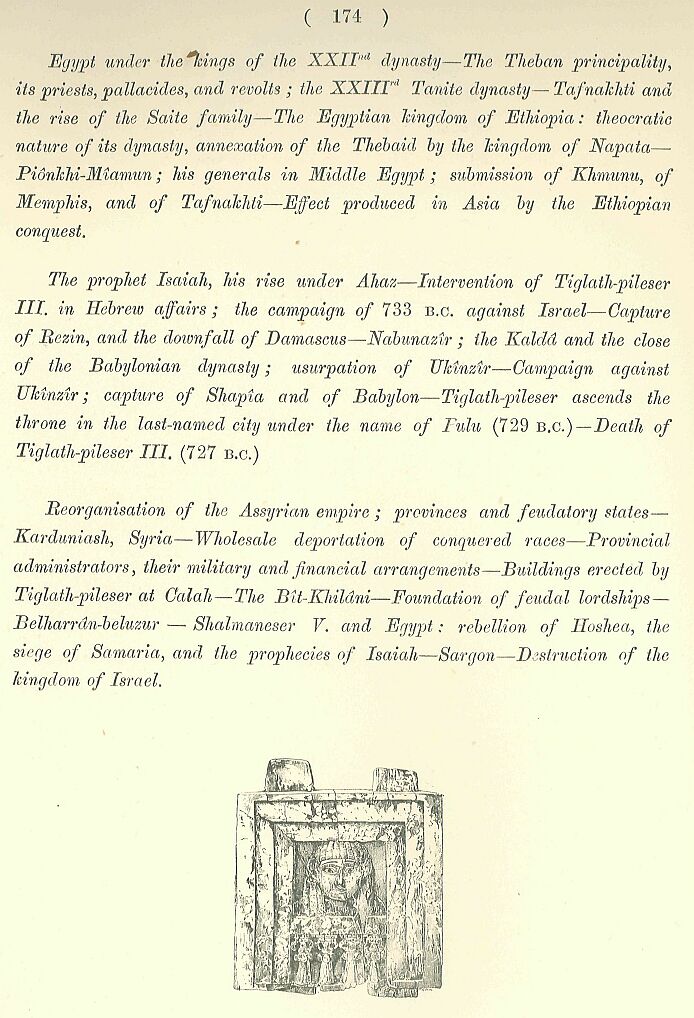 ( 174 )
Egypt under the kings of the XXIInd dynasty—The Theban principality,
its priests, pallacides, and revolts ; the XXIIIrd Tanite dynasty—Tafnakhti and
the rise of the Saite family—The Egyptian kingdom of Ethiopia: theocratic
nature of its dynasty, annexation of the Thebaid by the kingdom of Napata—
Piônkhi-Mîamun ; his generals in Middle Egypt ; submission of Khmunu, of
Memphis, and of Tafnakhti—Effect produced in Asia by the Ethiopian
conquest.
The prophet Isaiah, his rise under Ahaz—Intervention of Tiglath-pileser
III. in Hebrew affairs ; the campaign of 733 B.C. against Israel—Capture
of Rezin, and the downfall of Damascus—Nabunazîr ; the Kaldâ and the close
of the Babylonian dynasty ; usurpation of Ukînzîr—Campaign against
Ukînzîr ; capture of Shapîa and of Babylon—Tiglath-pileser ascends the
throne in the last-named city under the name of Pulu (729 B.C.)—Death of
Tiglath-pileser III. (727 B.C.)
Reorganisation of the Assyrian empire ; provinces and feudatory states—
Karduniash, Syria—Wholesale deportation of conquered races—Provincial
administrators, their military and financial arrangements—Buildings erected by
Tiglath-pileser at Calah—The Bît-Khilâni—Foundation of feudal lordships—
Belharrân-beluzur — Shalmaneser V. and Egypt: rebellion of Hoshea, the
siege of Samaria, and the prophecies of Isaiah—Sargon—Destruction of the
kingdom of Israel.